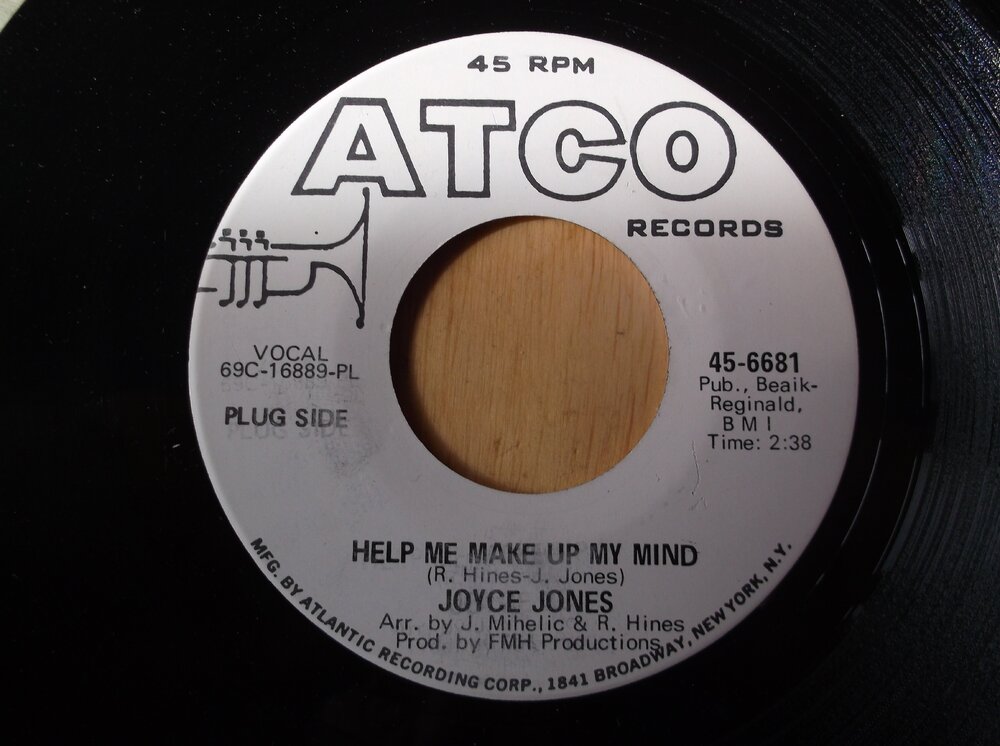 45 RPM
ATCO
RECORDS
VOCAL
69C-16889-PL
PLUG SIDE
45-6681
Pub., Beaik-
Reginald,
BMI
Time: 2:38
HELP ME MAKE UP MY MIND
(R. Hines-J. Jones)
JOYCE JONES
Arr. by J. Mihelic & R. Hines
Prod. by FMH Productions
MFG. BY ATLANTIC RECORDING CORP., 1841 BROADWAY, NEW YORK, N.Y.